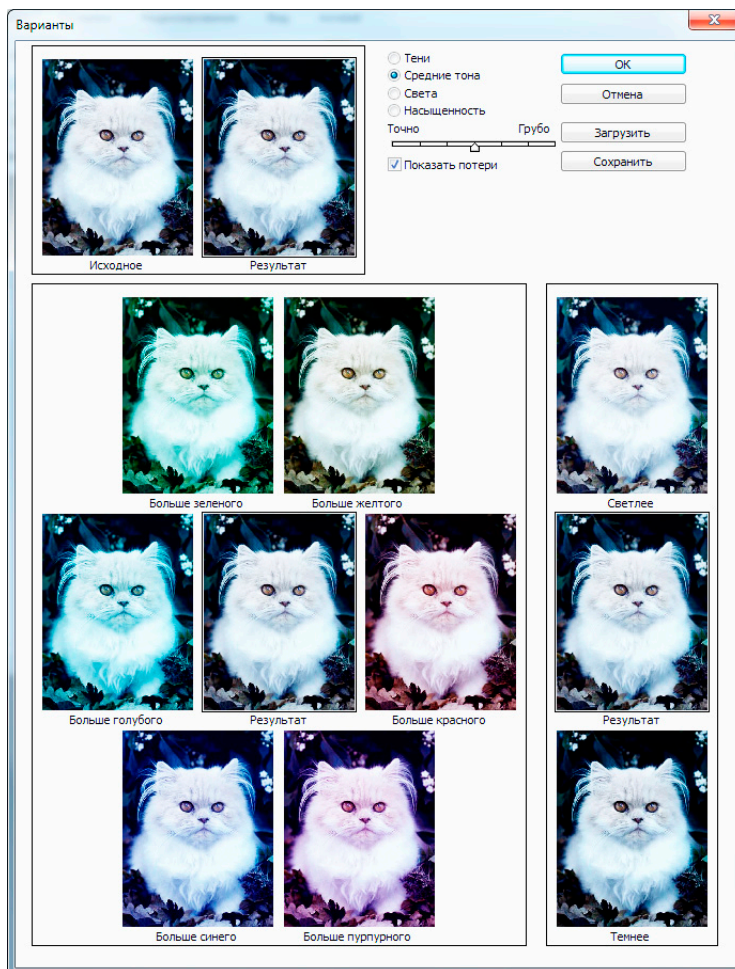 Варианты
Тени
Средние тона
Света
Насыщенность
Точно Грубо
Показать потери
OK
Отмена
Загрузить
Сохранить
Исходное Результат
Больше зеленого Больше желтого
Больше голубого Результат Больше красного
Больше синего Больше пурпурного
Светлее
Результат
Темнее